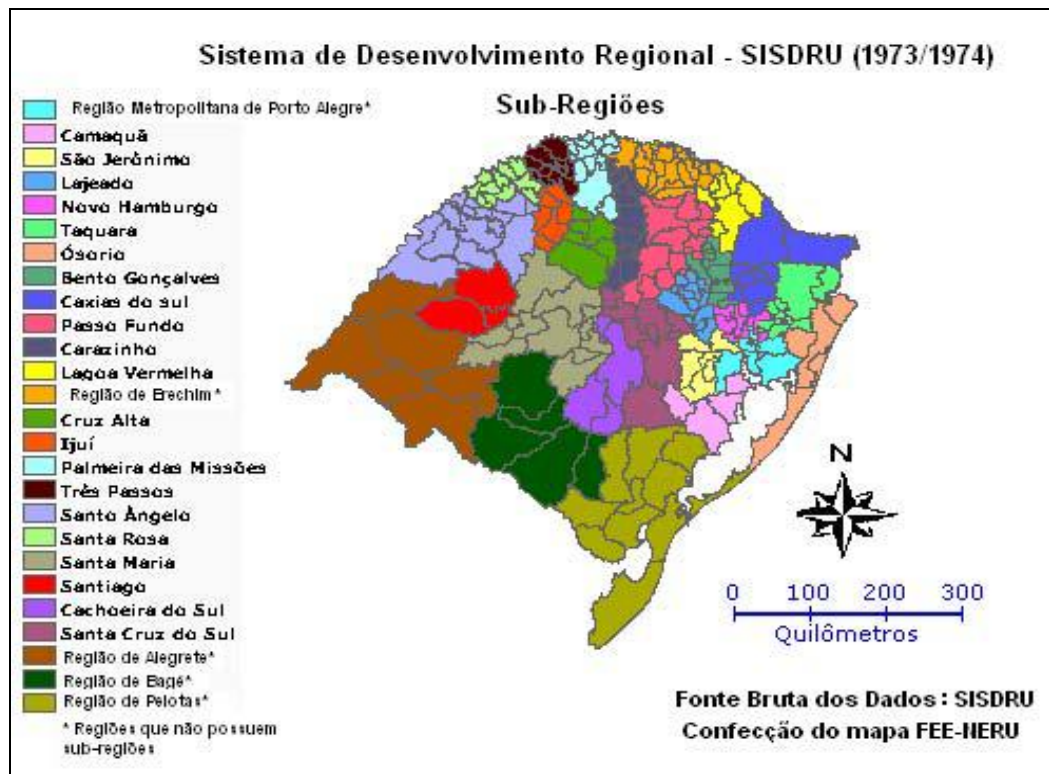 Sistema de Desenvolvimento Regional - SISDRU (1973/1974)
Sub-Regiões
Região Metropolitana de Porto Alegre*
Camaquã
São Jerônimo
Lajeado
Novo Hamburgo
Taquara
Ósorio
Bento Gonçalves
Caxias do sul
Passo Fundo
Carazinho
Lagoa Vermelha
Região de Erechim*
Cruz Alta
Ijuí
Palmeira das Missões
Três Passos
Santo Ângelo
Santa Rosa
Santa Maria
Santiago
Cachoeira do Sul
Santa Cruz do Sul
Região de Alegrete*
Região de Bagé*
Região de Pelotas*
* Regiões que não possuem
sub-regiões
N
0 100 200 300
Quilômetros
Fonte Bruta dos Dados: SISDRU
Confecção do mapa FEE-NERU